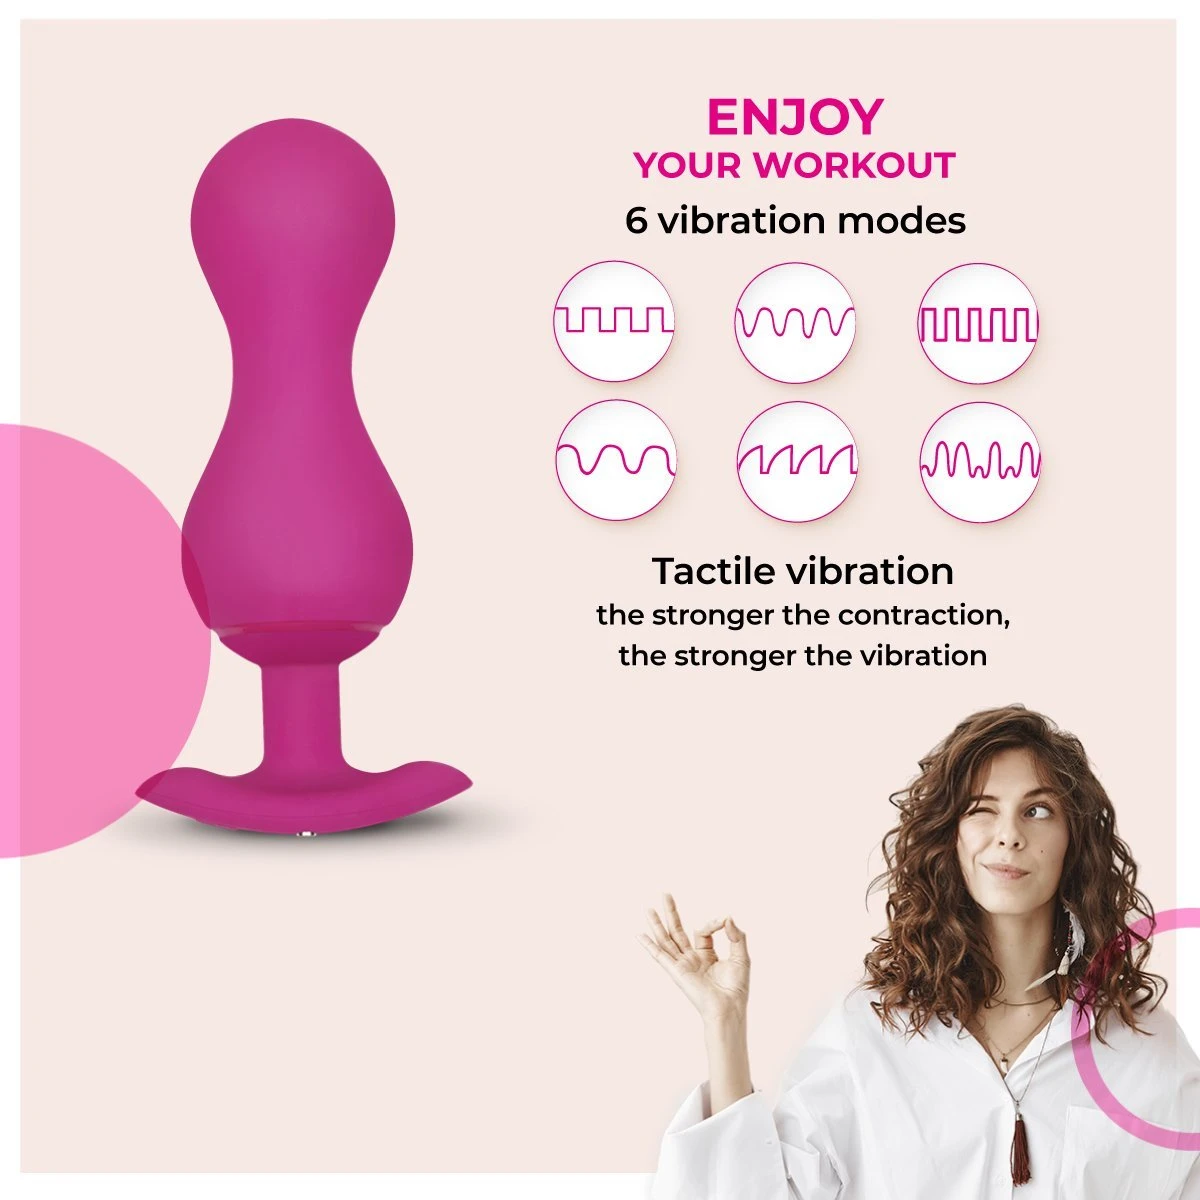 ENJOY
YOUR WORKOUT
6 vibration modes
Tactile vibration
the stronger the contraction,
the stronger the vibration